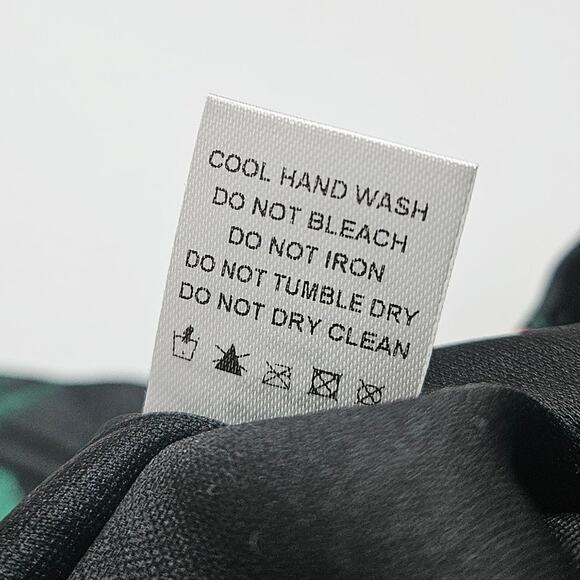 COOL HAND WASH
DO NOT BLEACH
DO NOT IRON
DO NOT TUMBLE DRY
DO NOT DRY CLEAN